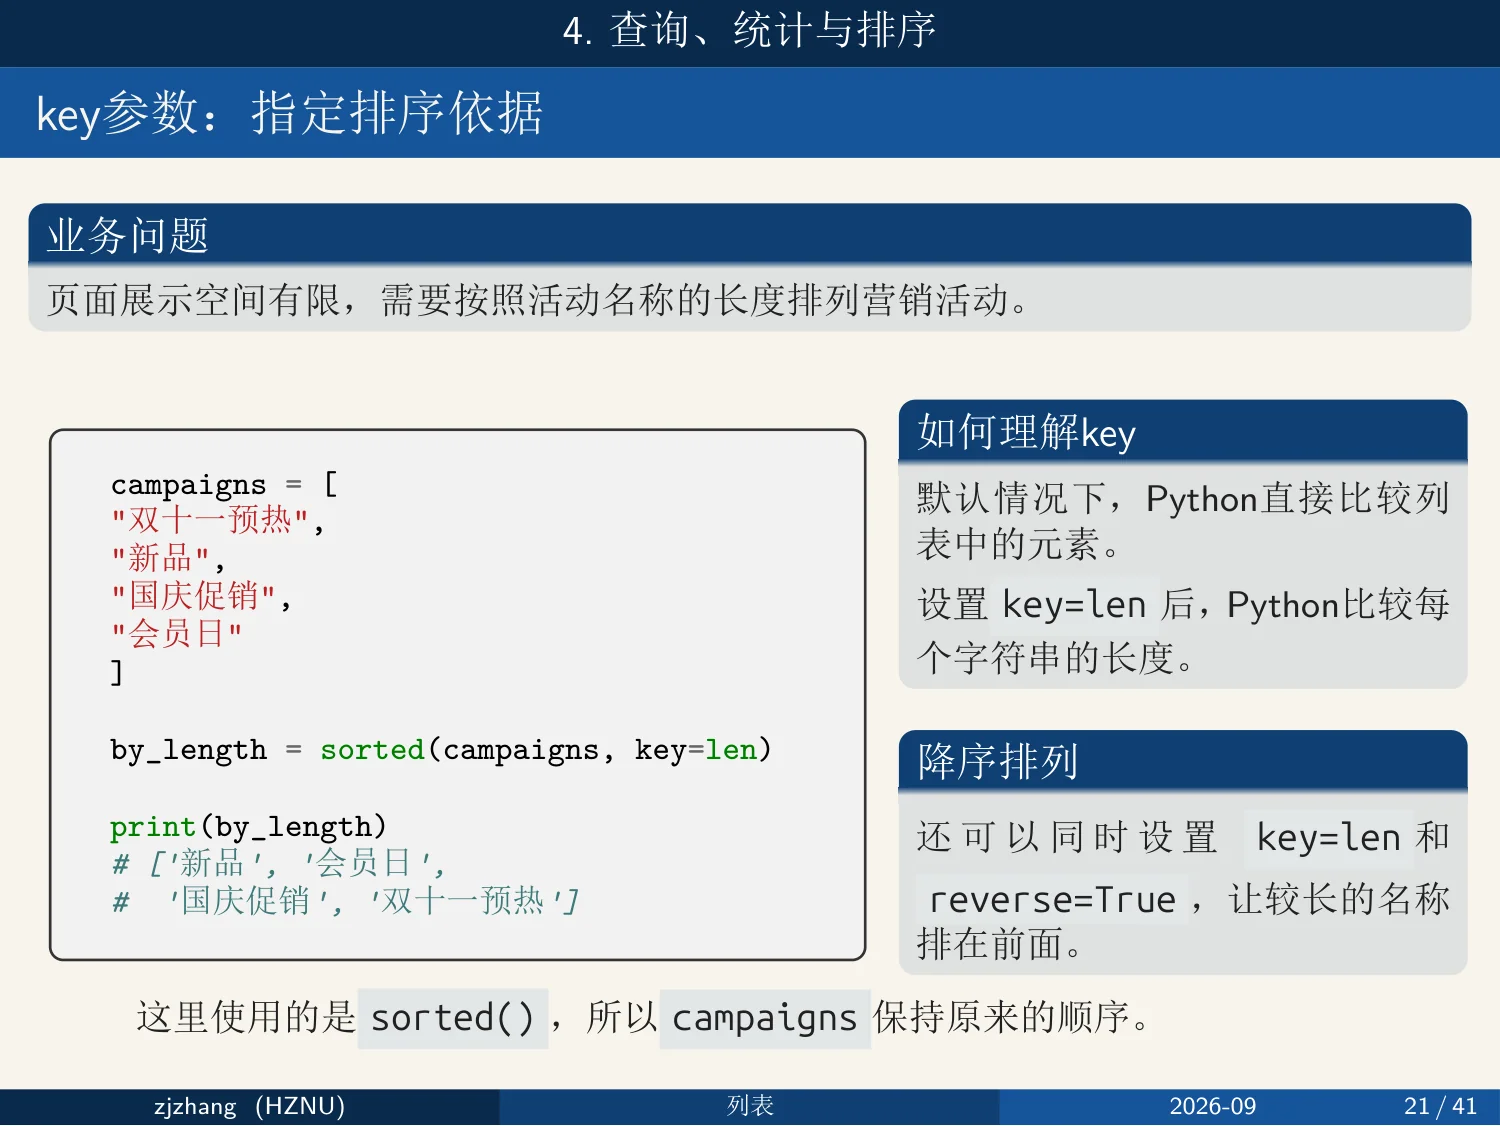 4. 查询、统计与排序
key参数：指定排序依据
业务问题
页面展示空间有限，需要按照活动名称的长度排列营销活动。
campaigns = [
"双十一预热",
"新品",
"国庆促销",
"会员日"
]
by_length = sorted(campaigns, key=len)
print(by_length)
# ['新品', '会员日',
#  '国庆促销', '双十一预热']
如何理解key
默认情况下，Python直接比较列
表中的元素。
设置 key=len 后，Python比较每
个字符串的长度。
降序排列
还可以同时设置 key=len 和
reverse=True，让较长的名称
排在前面。
这里使用的是 sorted()，所以 campaigns 保持原来的顺序。
zjzhang (HZNU)
列表
2026-09
21 / 41